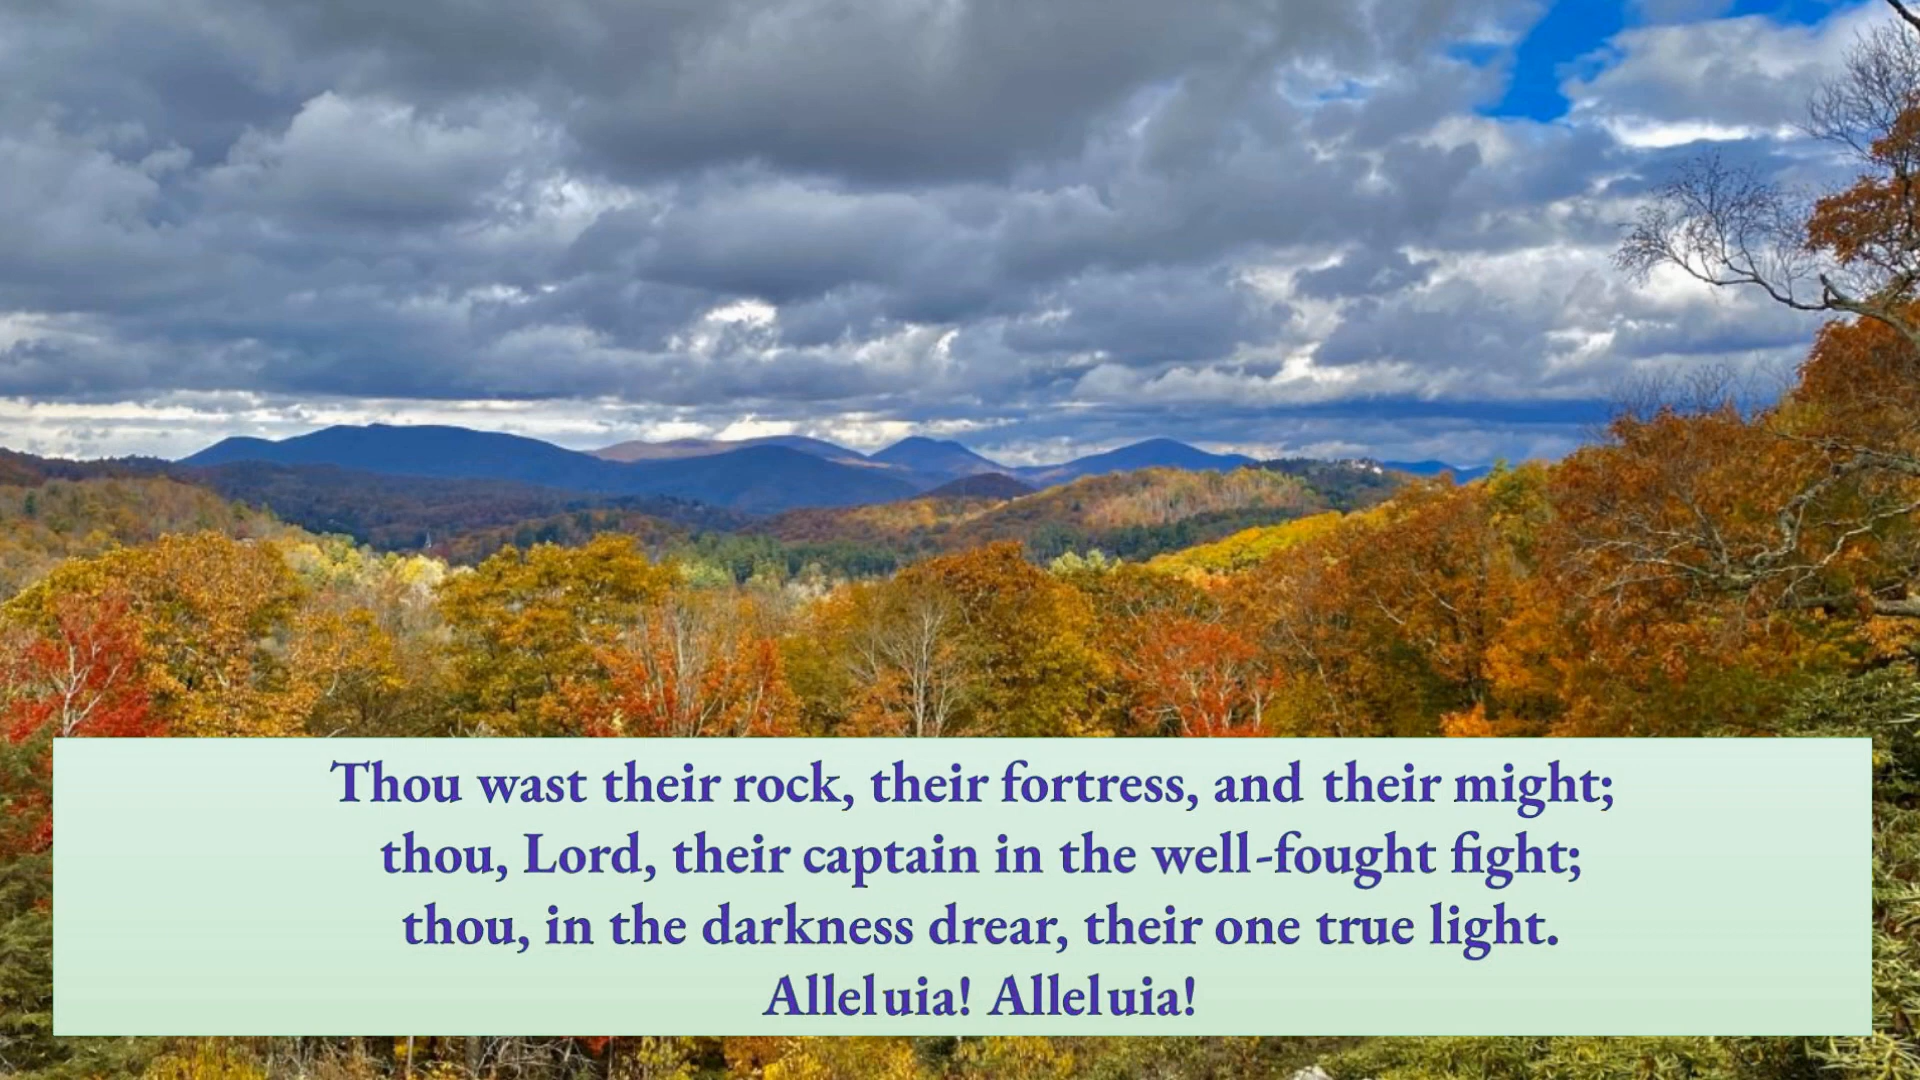 Thou wast their rock, their fortress, and their might;
thou, Lord, their captain in the well-fought fight;
thou, in the darkness drear, their one true light.
Alleluia! Alleluia!